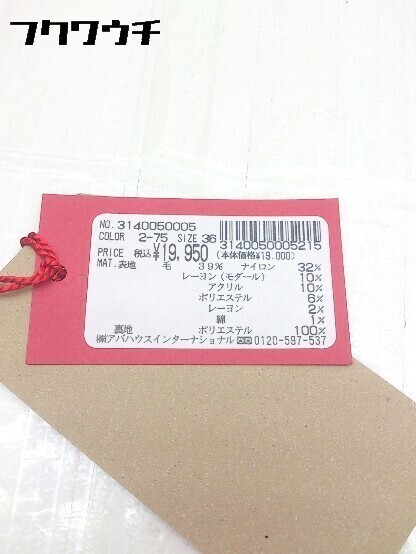 フクワウチ
NO. 3140050005
COLOR 2-75 SIZE 36 3140050005215
PRICE 税込¥19,950 (本体価格¥19,000)
MAT. 表地 毛 39% ナイロン 32%
レーヨン(モダール) 10%
アクリル 10%
ポリエステル 6%
レーヨン 2%
綿 1%
裏地 ポリエステル 100%
㈱アバハウスインターナショナル 0120-597-537